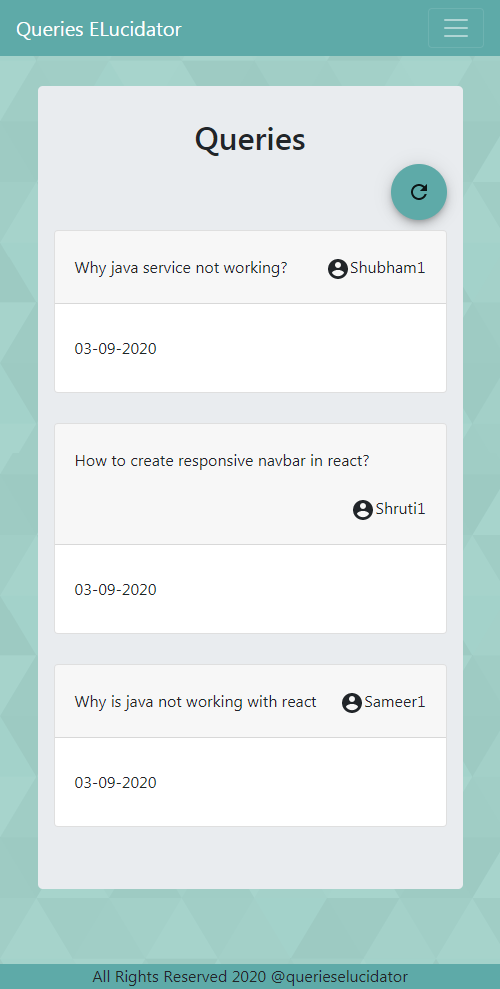 Queries ELucidator
Queries
Why java service not working? Shubham1
03-09-2020
How to create responsive navbar in react?
Shruti1
03-09-2020
Why is java not working with react Sameer1
03-09-2020
All Rights Reserved 2020 @querieselucidator